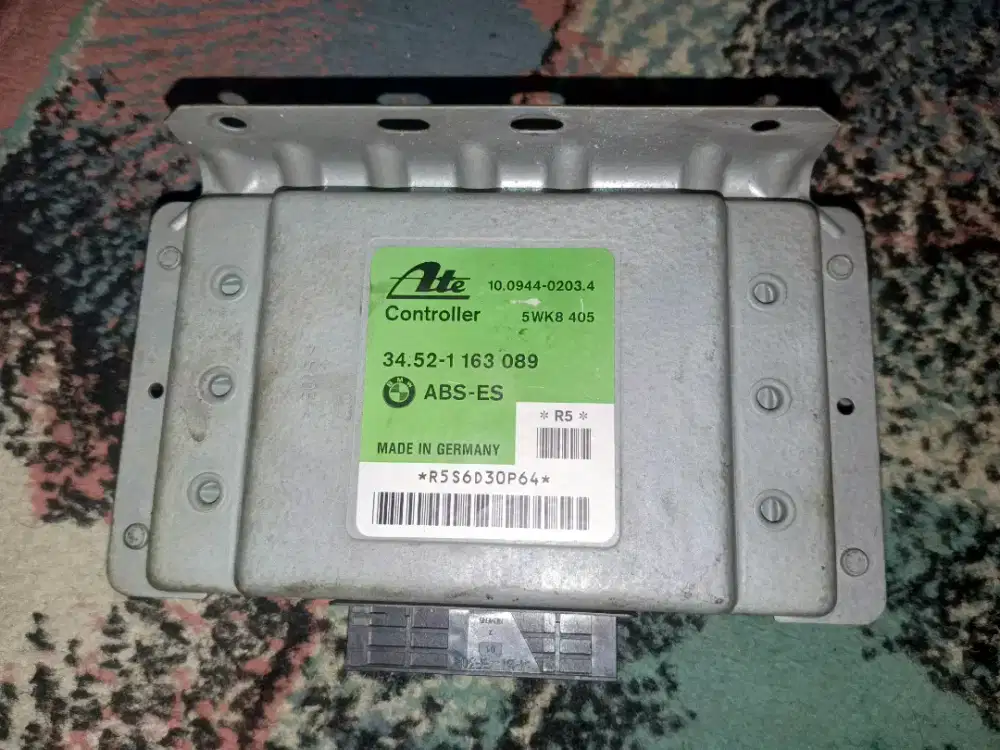 Ate 10.0944-0203.4
Controller 5WK8 405
34.52-1 163 089
BMW ABS-ES
* R5 *
MADE IN GERMANY
*R5S6D30P64*